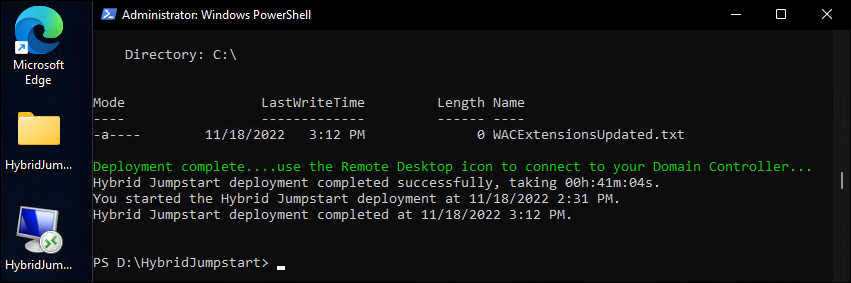 Administrator: Windows PowerShell
Microsoft
Edge
HybridJum...
HybridJum...
Directory: C:\
Mode LastWriteTime Length Name
---- ------------- ------ ----
-a---- 11/18/2022 3:12 PM 0 WACExtensionsUpdated.txt
Deployment complete....use the Remote Desktop icon to connect to your Domain Controller...
Hybrid Jumpstart deployment completed successfully, taking 00h:41m:04s.
You started the Hybrid Jumpstart deployment at 11/18/2022 2:31 PM.
Hybrid Jumpstart deployment completed at 11/18/2022 3:12 PM.
PS D:\HybridJumpstart>